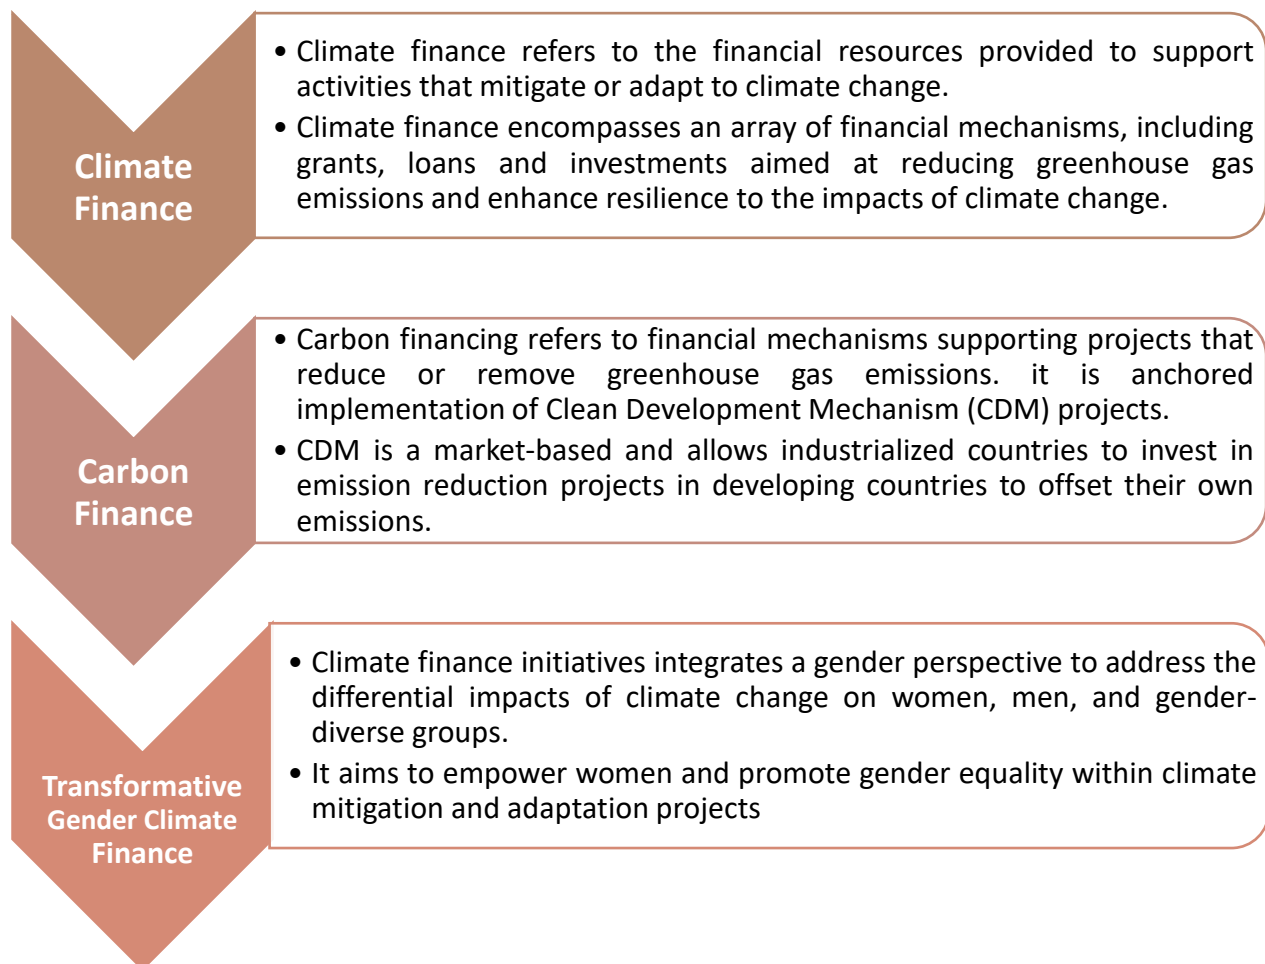 Climate
Finance
• Climate finance refers to the financial resources provided to support
activities that mitigate or adapt to climate change.
• Climate finance encompasses an array of financial mechanisms, including
grants, loans and investments aimed at reducing greenhouse gas
emissions and enhance resilience to the impacts of climate change.
Carbon
Finance
• Carbon financing refers to financial mechanisms supporting projects that
reduce or remove greenhouse gas emissions. it is anchored
implementation of Clean Development Mechanism (CDM) projects.
• CDM is a market-based and allows industrialized countries to invest in
emission reduction projects in developing countries to offset their own
emissions.
Transformative
Gender Climate
Finance
• Climate finance initiatives integrates a gender perspective to address the
differential impacts of climate change on women, men, and gender-
diverse groups.
• It aims to empower women and promote gender equality within climate
mitigation and adaptation projects